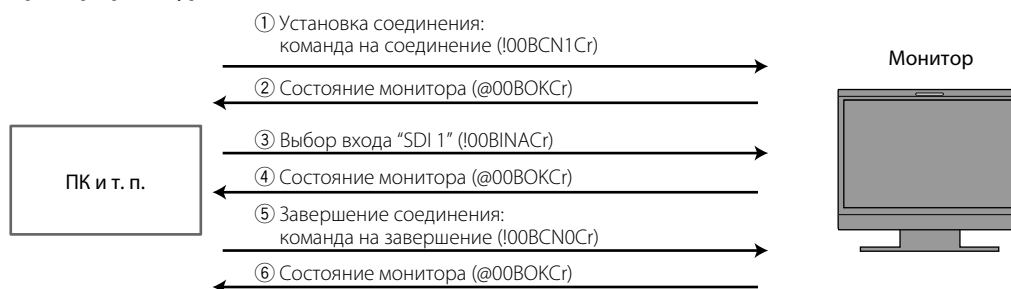 ① Установка соединения:
команда на соединение (!00BCN1Cr)
Монитор
② Состояние монитора (@00BOKCr)
③ Выбор входа “SDI 1” (!00BINACr)
ПК и т. п.
④ Состояние монитора (@00BOKCr)
⑤ Завершение соединения:
команда на завершение (!00BCN0Cr)
⑥ Состояние монитора (@00BOKCr)